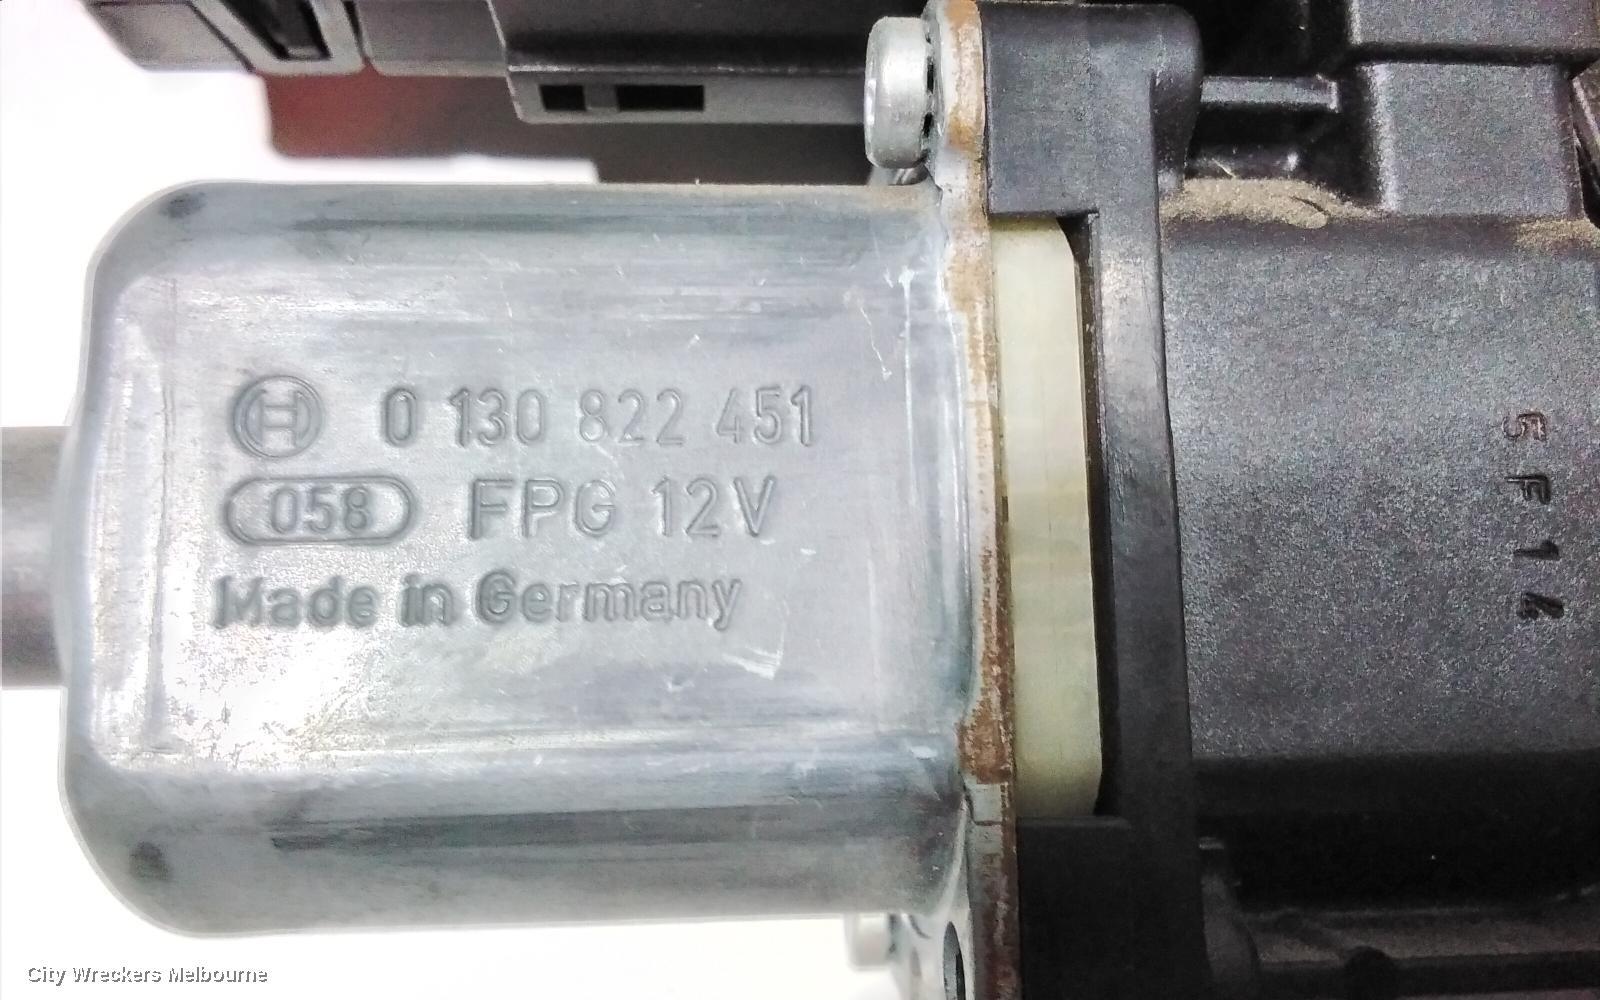 0 130 822 451
058 FPG 12V
Made in Germany
5F14
City Wreckers Melbourne